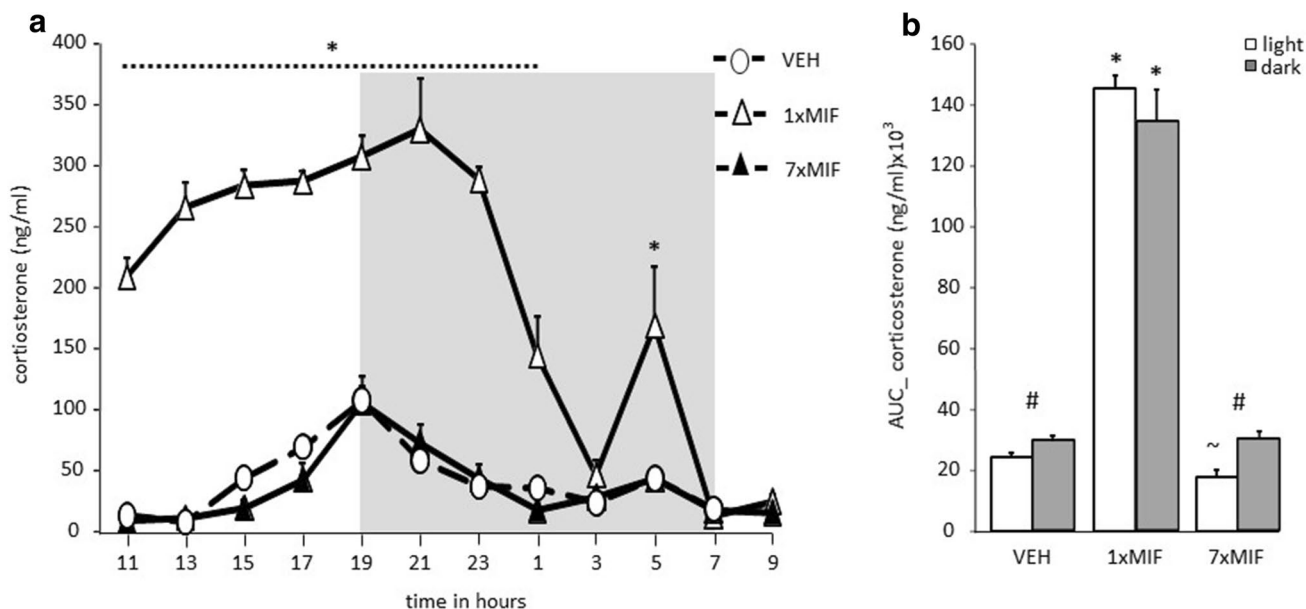 a
cortiosterone (ng/ml)
400
350
300
250
200
150
100
50
0
*
*
VEH
1xMIF
7xMIF
11 13 15 17 19 21 23 1 3 5 7 9
time in hours
b
AUC_ corticosterone (ng/ml)x10³
160
140
120
100
80
60
40
20
0
light
dark
* *
#
~ #
VEH 1xMIF 7xMIF